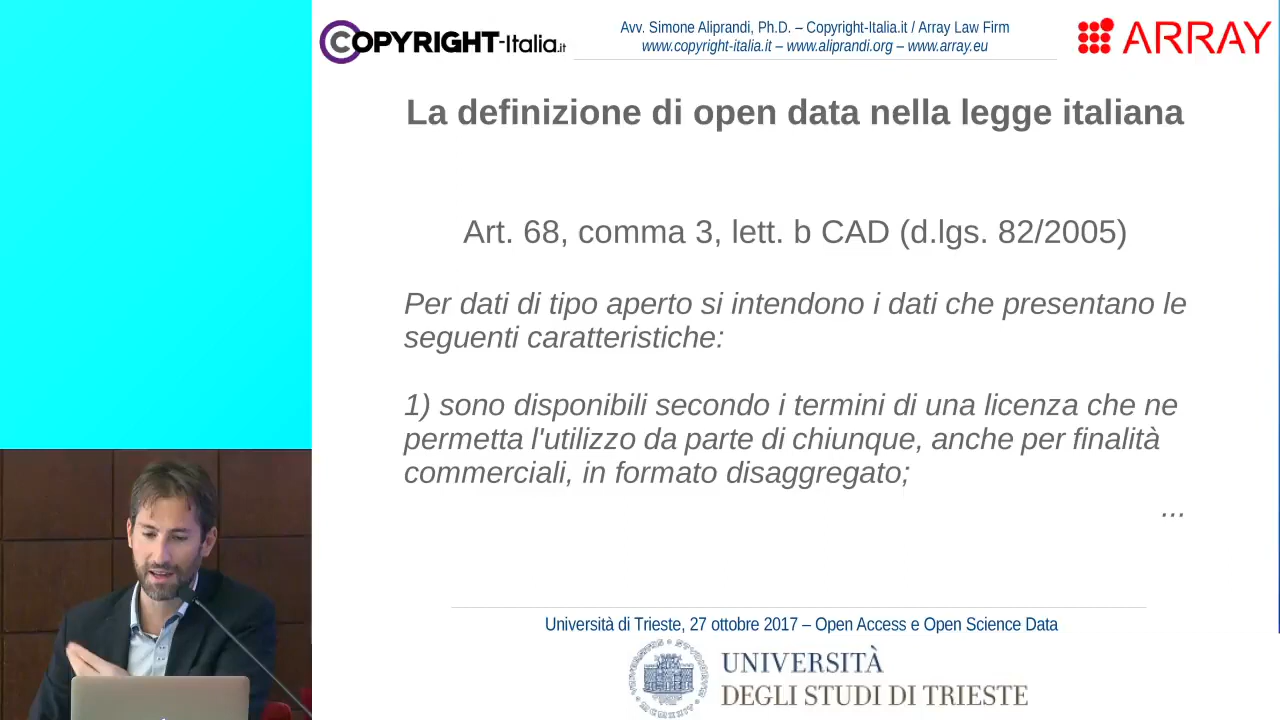 COPYRIGHT-Italia.it
Avv. Simone Aliprandi, Ph.D. – Copyright-Italia.it / Array Law Firm
www.copyright-italia.it – www.aliprandi.org – www.array.eu
ARRAY
La definizione di open data nella legge italiana
Art. 68, comma 3, lett. b CAD (d.lgs. 82/2005)
Per dati di tipo aperto si intendono i dati che presentano le
seguenti caratteristiche:
1) sono disponibili secondo i termini di una licenza che ne
permetta l'utilizzo da parte di chiunque, anche per finalità
commerciali, in formato disaggregato;
...
Università di Trieste, 27 ottobre 2017 – Open Access e Open Science Data
UNIVERSITÀ
DEGLI STUDI DI TRIESTE